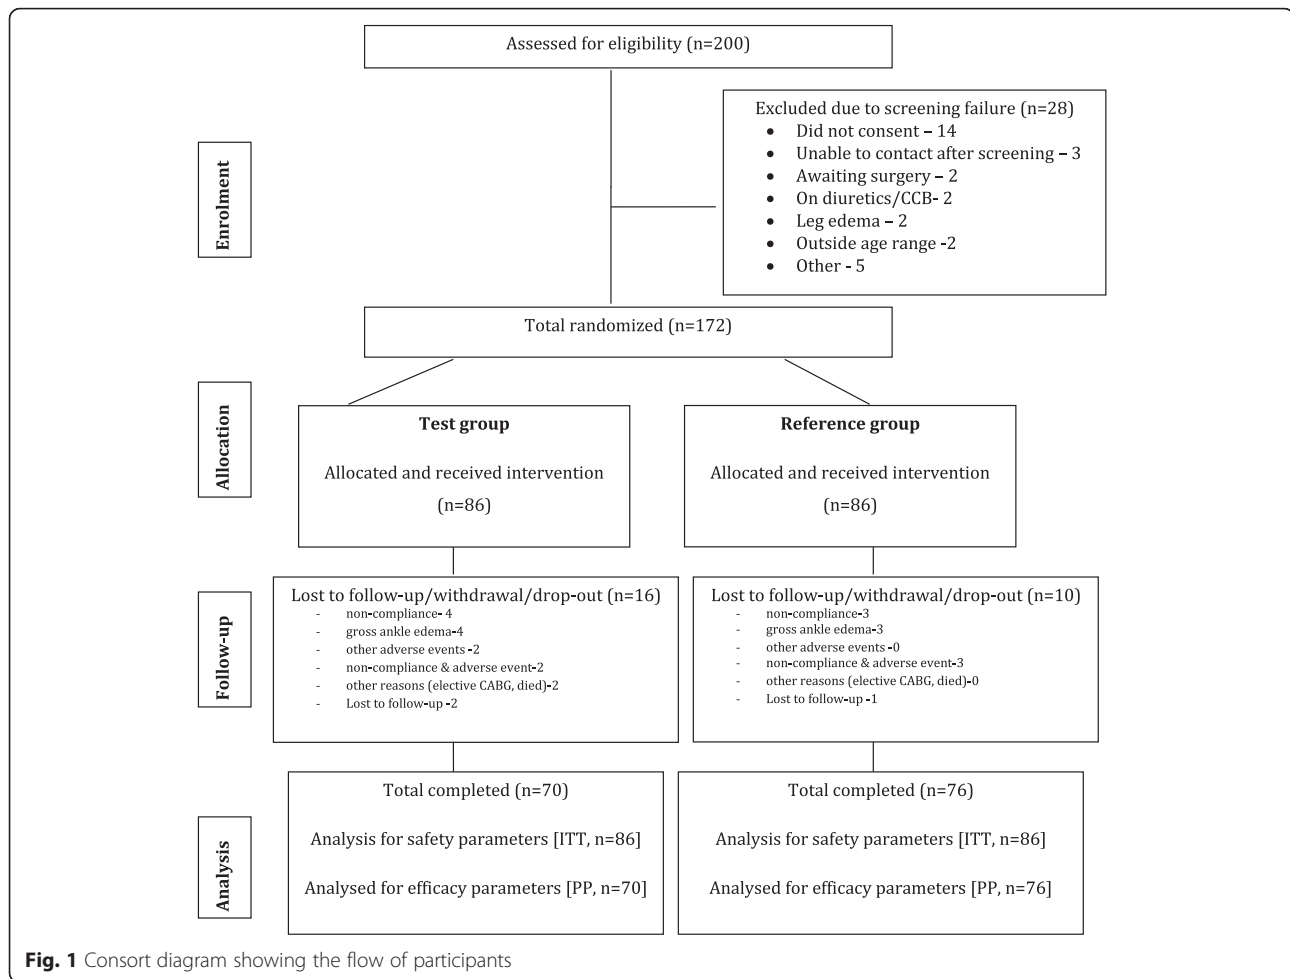 Assessed for eligibility (n=200)
Enrolment
Excluded due to screening failure (n=28)
• Did not consent – 14
• Unable to contact after screening – 3
• Awaiting surgery – 2
• On diuretics/CCB- 2
• Leg edema – 2
• Outside age range -2
• Other - 5
Total randomized (n=172)
Allocation
Test group
Allocated and received intervention
(n=86)
Reference group
Allocated and received intervention
(n=86)
Follow-up
Lost to follow-up/withdrawal/drop-out (n=16)
- non-compliance- 4
- gross ankle edema-4
- other adverse events -2
- non-compliance & adverse event-2
- other reasons (elective CABG, died)-2
- Lost to follow-up -2
Lost to follow-up/withdrawal/drop-out (n=10)
- non-compliance-3
- gross ankle edema-3
- other adverse events -0
- non-compliance & adverse event-3
- other reasons (elective CABG, died)-0
- Lost to follow-up -1
Analysis
Total completed (n=70)
Analysis for safety parameters [ITT, n=86]
Analysed for efficacy parameters [PP, n=70]
Total completed (n=76)
Analysis for safety parameters [ITT, n=86]
Analysed for efficacy parameters [PP, n=76]
Fig. 1 Consort diagram showing the flow of participants